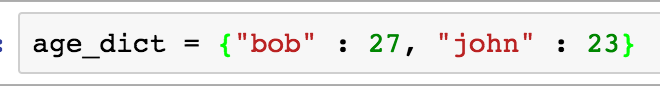 : age_dict = {"bob" : 27, "john" : 23}